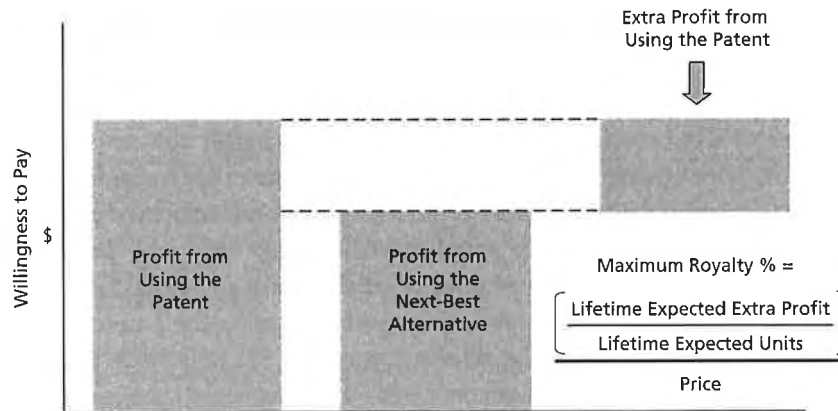 Extra Profit from
Using the Patent
Willingness to Pay
$
Profit from
Using the
Patent
Profit from
Using the
Next-Best
Alternative
Maximum Royalty % =
Lifetime Expected Extra Profit
Lifetime Expected Units
Price